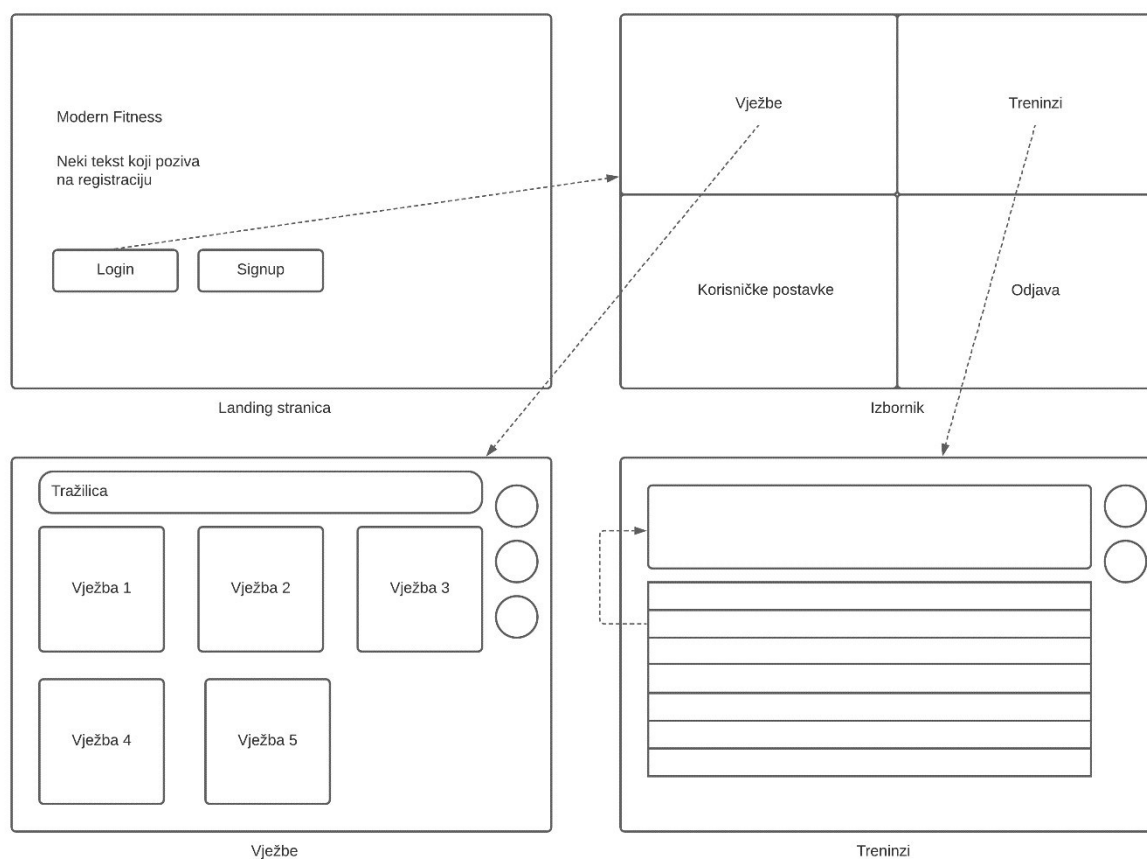 Modern Fitness
Neki tekst koji poziva
na registraciju
Login
Signup
Landing stranica
Vježbe
Treninzi
Korisničke postavke
Odjava
Izbornik
Tražilica
Vježba 1
Vježba 2
Vježba 3
Vježba 4
Vježba 5
Vježbe
Treninzi